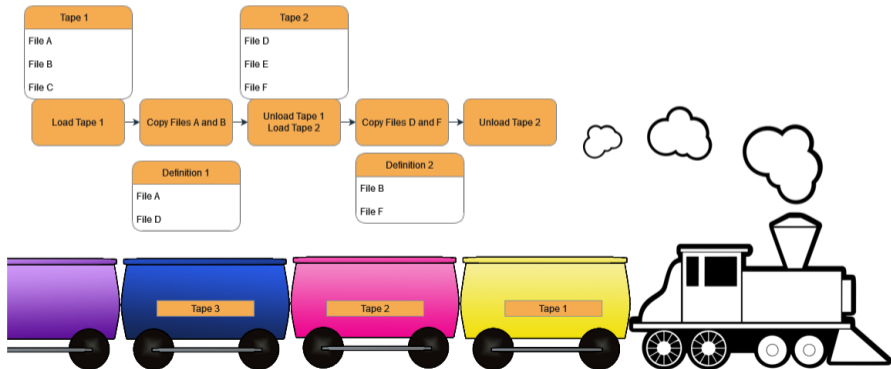 Tape 1
File A
File B
File C
Tape 2
File D
File E
File F
Load Tape 1
Copy Files A and B
Unload Tape 1
Load Tape 2
Copy Files D and F
Unload Tape 2
Definition 1
File A
File D
Definition 2
File B
File F
Tape 3
Tape 2
Tape 1